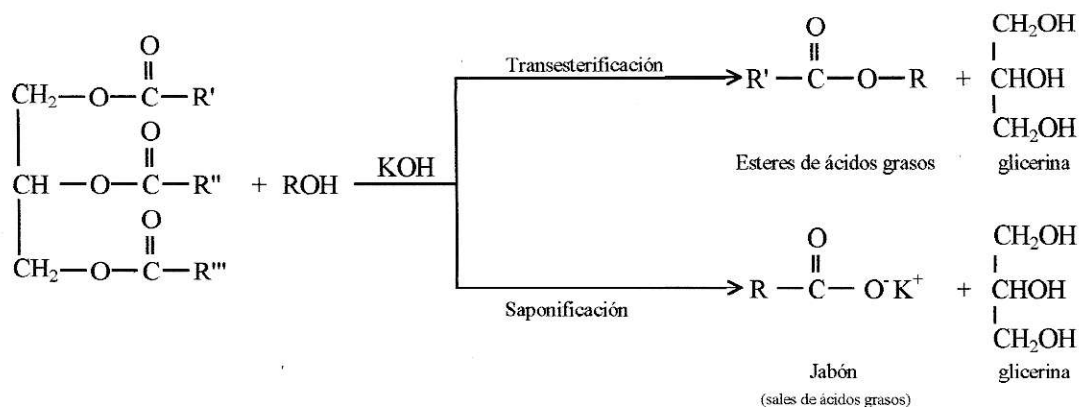 O
CH₂—O—C—R'
O
CH—O—C—R"
O
CH₂—O—C—R'"
+ ROH
KOH
Transesterificación
O
R'—C—O—R
+
CH₂OH
CHOH
CH₂OH
Esteres de ácidos grasos
glicerina
Saponificación
O
R—C—O⁻K⁺
+
CH₂OH
CHOH
CH₂OH
Jabón
(sales de ácidos grasos)
glicerina